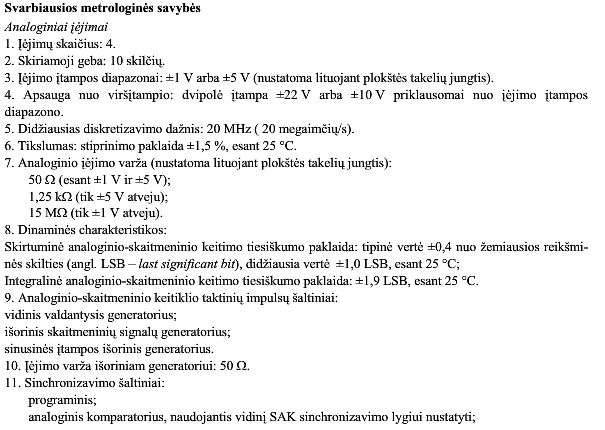 Svarbiausios metrologinės savybės
Analoginiai įėjimai
1. Įėjimų skaičius: 4.
2. Skiriamoji geba: 10 skilčių.
3. Įėjimo įtampos diapazonai: ±1 V arba ±5 V (nustatoma lituojant plokštės takelių jungtis).
4. Apsauga nuo viršįtampio: dvipolė įtampa ±22 V arba ±10 V priklausomai nuo įėjimo įtampos
diapazono.
5. Didžiausias diskretizavimo dažnis: 20 MHz ( 20 megaimčių/s).
6. Tikslumas: stiprinimo paklaida ±1,5 %, esant 25 °C.
7. Analoginio įėjimo varža (nustatoma lituojant plokštės takelių jungtis):
50 Ω (esant ±1 V ir ±5 V);
1,25 kΩ (tik ±5 V atveju);
15 MΩ (tik ±1 V atveju).
8. Dinaminės charakteristikos:
Skirtuminė analoginio-skaitmeninio keitimo tiesiškumo paklaida: tipinė vertė ±0,4 nuo žemiausios reikšmi-
nės skilties (angl. LSB – last significant bit), didžiausia vertė ±1,0 LSB, esant 25 °C;
Integralinė analoginio-skaitmeninio keitimo tiesiškumo paklaida: ±1,9 LSB, esant 25 °C.
9. Analoginio-skaitmeninio keitiklio taktinių impulsų šaltiniai:
vidinis valdantysis generatorius;
išorinis skaitmeninių signalų generatorius;
sinusinės įtampos išorinis generatorius.
10. Įėjimo varža išoriniam generatoriui: 50 Ω.
11. Sinchronizavimo šaltiniai:
programinis;
analoginis komparatorius, naudojantis vidinį SAK sinchronizavimo lygiui nustatyti;